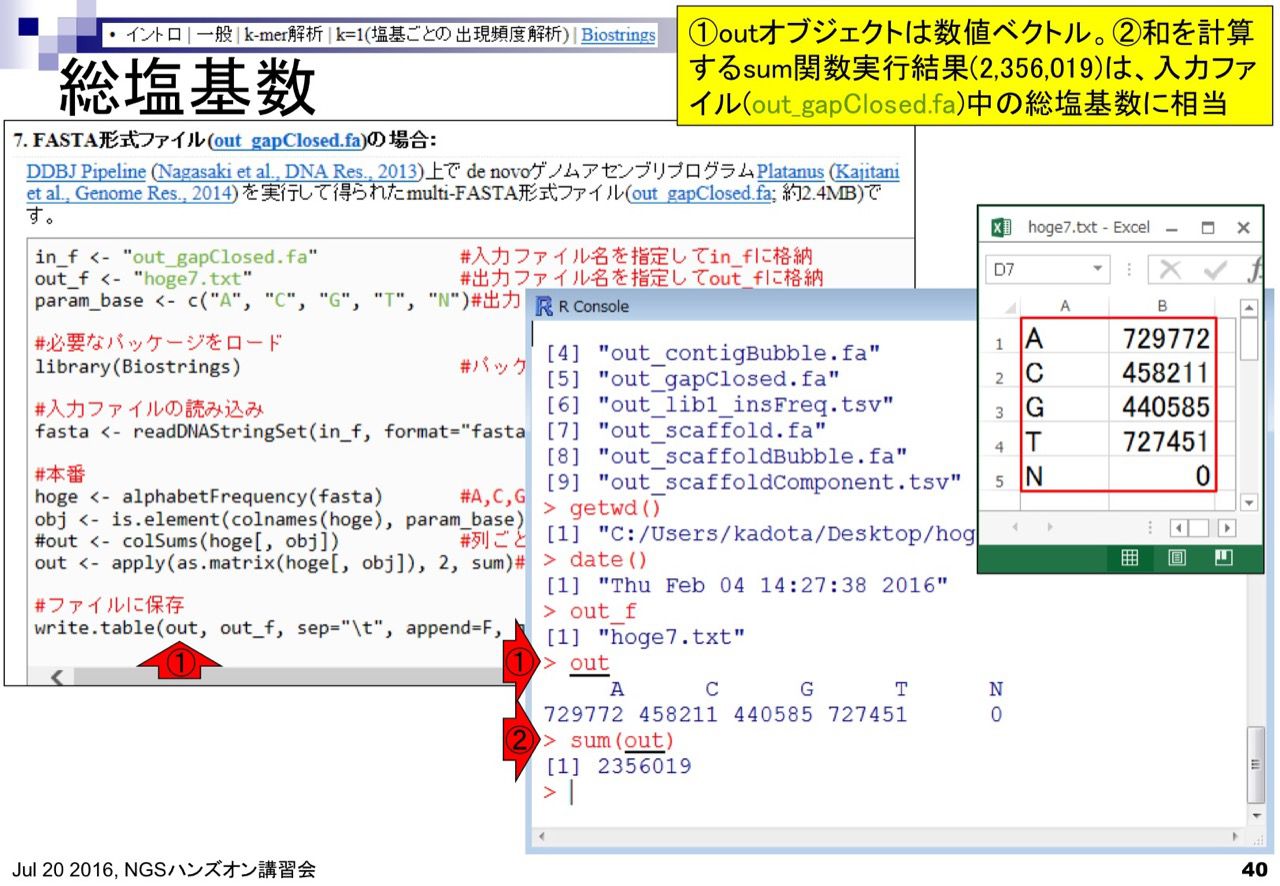 • イントロ | 一般 | k-mer解析 | k=1(塩基ごとの出現頻度解析) | Biostrings
総塩基数
①outオブジェクトは数値ベクトル。②和を計算
するsum関数実行結果(2,356,019)は、入力ファ
イル(out_gapClosed.fa)中の総塩基数に相当
7. FASTA形式ファイル(out_gapClosed.fa)の場合:
DDBJ Pipeline (Nagasaki et al., DNA Res., 2013)上で de novoゲノムアセンブリプログラムPlatanus (Kajitani
et al., Genome Res., 2014)を実行して得られたmulti-FASTA形式ファイル(out_gapClosed.fa; 約2.4MB)で
す。
in_f <- "out_gapClosed.fa" #入力ファイル名を指定してin_fに格納
out_f <- "hoge7.txt" #出力ファイル名を指定してout_fに格納
param_base <- c("A", "C", "G", "T", "N")#出力
#必要なパッケージをロード
library(Biostrings) #パッケ
#入力ファイルの読み込み
fasta <- readDNAStringSet(in_f, format="fasta
#本番
hoge <- alphabetFrequency(fasta) #A,C,G
obj <- is.element(colnames(hoge), param_base)
#out <- colSums(hoge[, obj]) #列ごと
out <- apply(as.matrix(hoge[, obj]), 2, sum)#
#ファイルに保存
write.table(out, out_f, sep="\t", append=F,
①
R Console
[4] "out_contigBubble.fa"
[5] "out_gapClosed.fa"
[6] "out_lib1_insFreq.tsv"
[7] "out_scaffold.fa"
[8] "out_scaffoldBubble.fa"
[9] "out_scaffoldComponent.tsv"
> getwd()
[1] "C:/Users/kadota/Desktop/hog
> date()
[1] "Thu Feb 04 14:27:38 2016"
> out_f
[1] "hoge7.txt"
① > out
A C G T N
729772 458211 440585 727451 0
② > sum(out)
[1] 2356019
>
hoge7.txt - Excel
D7
A B
1 A 729772
2 C 458211
3 G 440585
4 T 727451
5 N 0
Jul 20 2016, NGSハンズオン講習会
40